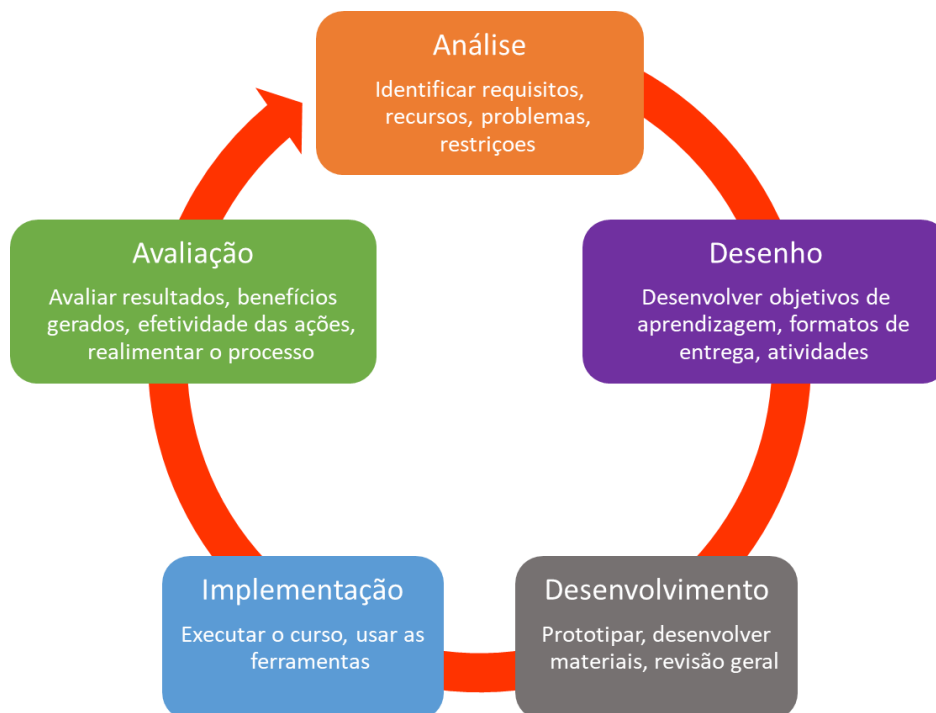 Análise
Identificar requisitos,
recursos, problemas,
restriçoes
Desenho
Desenvolver objetivos de
aprendizagem, formatos de
entrega, atividades
Desenvolvimento
Prototipar, desenvolver
materiais, revisão geral
Implementação
Executar o curso, usar as
ferramentas
Avaliação
Avaliar resultados, benefícios
gerados, efetividade das ações,
realimentar o processo